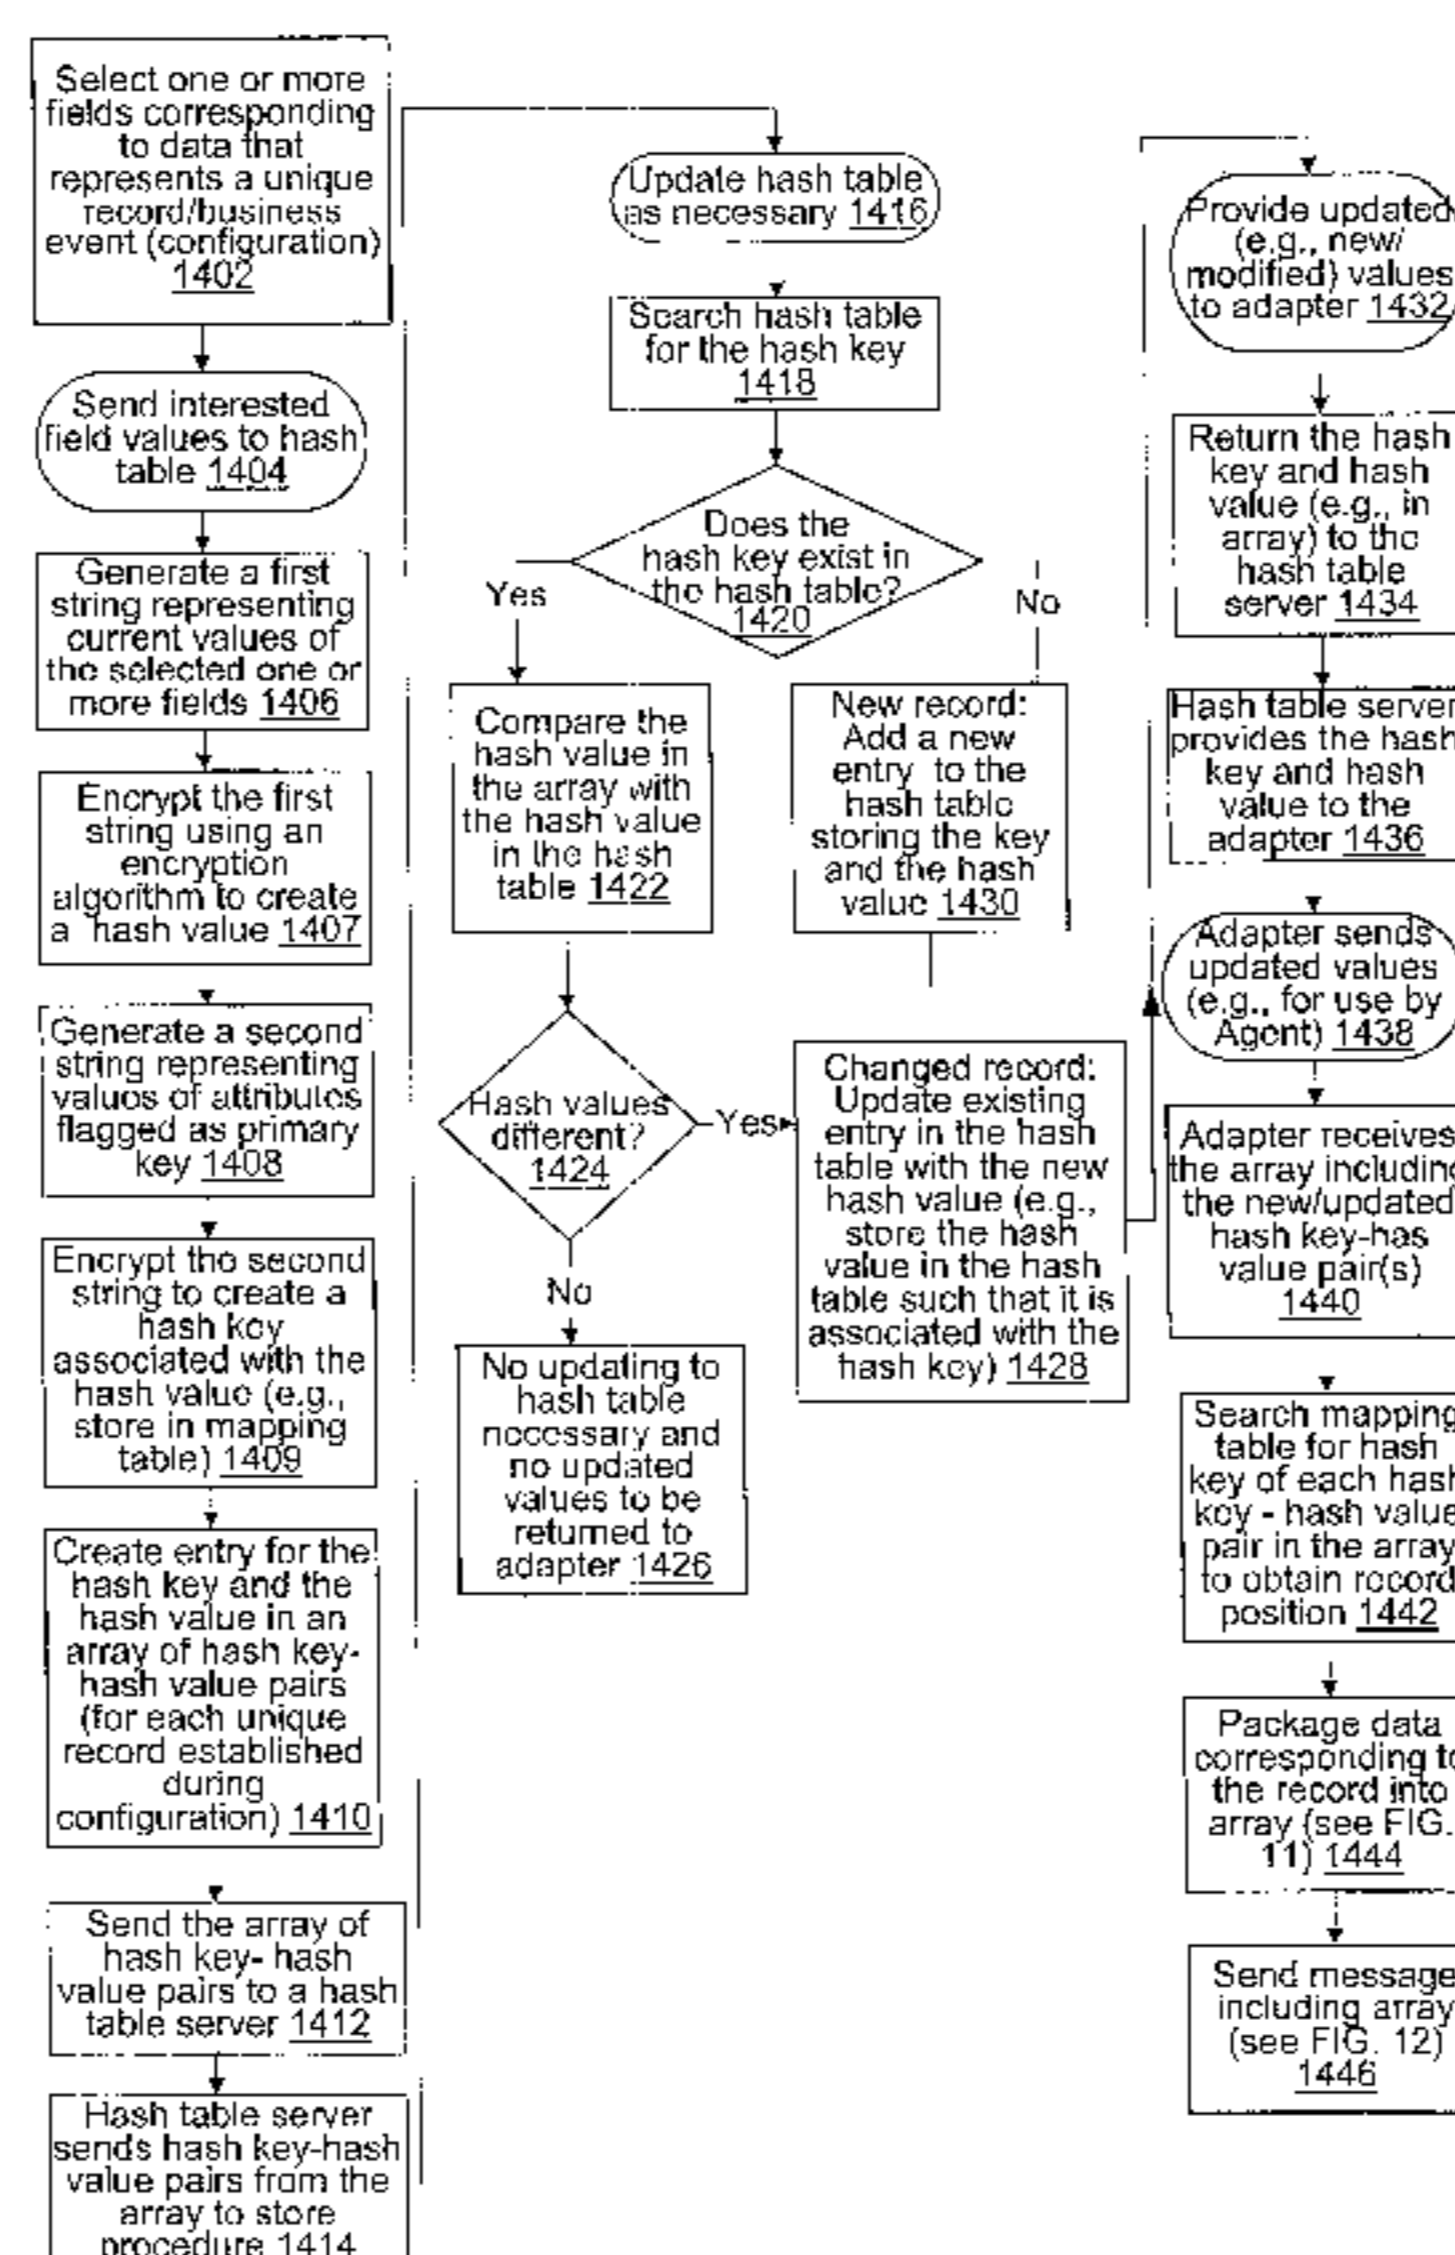 Select one or more
fields corresponding
to data that
represents a unique
record/business
event (configuration)
1402
Send interested
field values to hash
table 1404
Generate a first
string representing
current values of
the selected one or
more fields 1406
Encrypt the first
string using an
encryption
algorithm to create
a hash value 1407
Generate a second
string representing
values of attributes
flagged as primary
key 1408
Encrypt the second
string to create a
hash key
associated with the
hash value (e.g.,
store in mapping
table) 1409
Create entry for the
hash key and the
hash value in an
array of hash key-
hash value pairs
(for each unique
record established
during
configuration) 1410
Send the array of
hash key- hash
value pairs to a hash
table server 1412
Hash table server
sends hash key-hash
value pairs from the
array to store
procedure 1414
Update hash table
as necessary 1416
Search hash table
for the hash key
1418
Does the
hash key exist in
the hash table?
1420
Yes
No
Compare the
hash value in
the array with
the hash value
in the hash
table 1422
New record:
Add a new
entry to the
hash table
storing the key
and the hash
value 1430
Hash values
different?
1424
Yes
No
Changed record:
Update existing
entry in the hash
table with the new
hash value (e.g.,
store the hash
value in the hash
table such that it is
associated with the
hash key) 1428
No updating to
hash table
necessary and
no updated
values to be
returned to
adapter 1426
Provide updated
(e.g., new/
modified) values
to adapter 1432
Return the hash
key and hash
value (e.g., in
array) to the
hash table
server 1434
Hash table server
provides the hash
key and hash
value to the
adapter 1436
Adapter sends
updated values
(e.g., for use by
Agent) 1438
Adapter receives
the array including
the new/updated
hash key-has
value pair(s)
1440
Search mapping
table for hash
key of each hash
key - hash value
pair in the array
to obtain record
position 1442
Package data
corresponding to
the record into
array (see FIG.
11) 1444
Send message
including array
(see FIG. 12)
1446